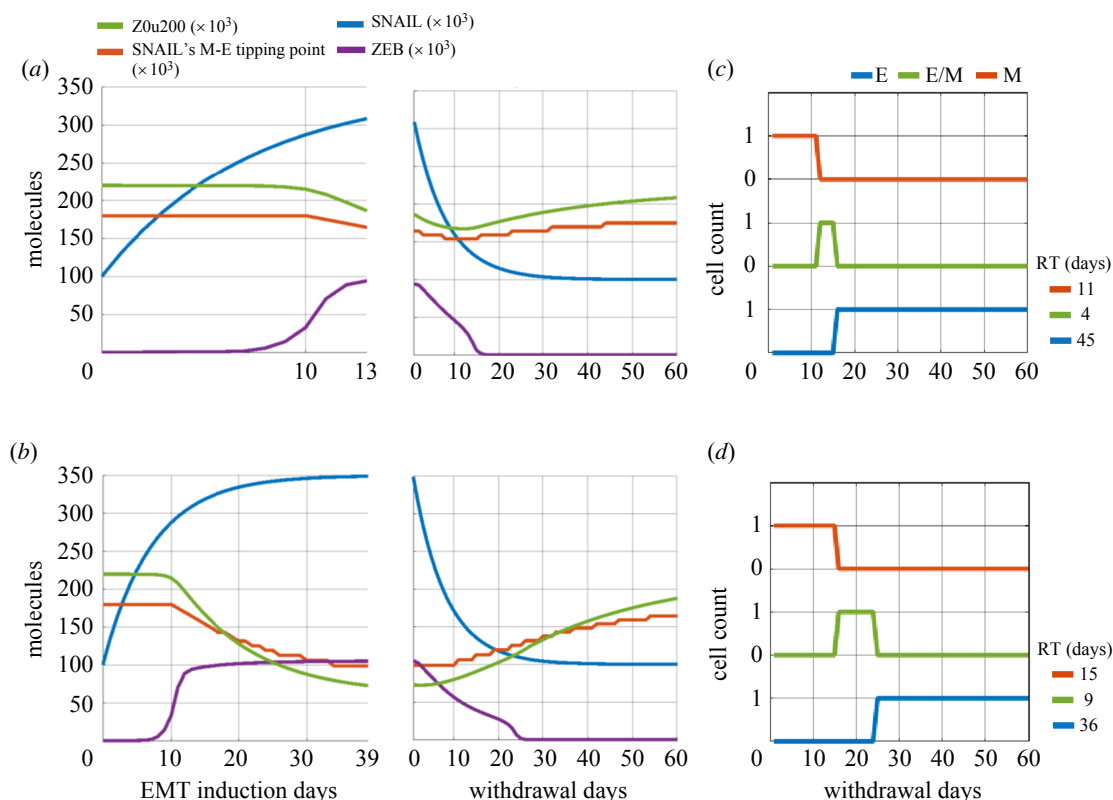 Z0u200 (×10³)
SNAIL (×10³)
SNAIL's M-E tipping point
(×10³)
ZEB (×10³)
(a)
molecules
350
300
250
200
150
100
50
0
10
13
0 10 20 30 40 50 60
(c)
E E/M M
cell count
1
0
1
0
1
0 10 20 30 40 50 60
RT (days)
11
4
45
(b)
molecules
350
300
250
200
150
100
50
0 10 20 30 39
EMT induction days
0 10 20 30 40 50 60
withdrawal days
(d)
cell count
1
0
1
0
1
0 10 20 30 40 50 60
withdrawal days
RT (days)
15
9
36